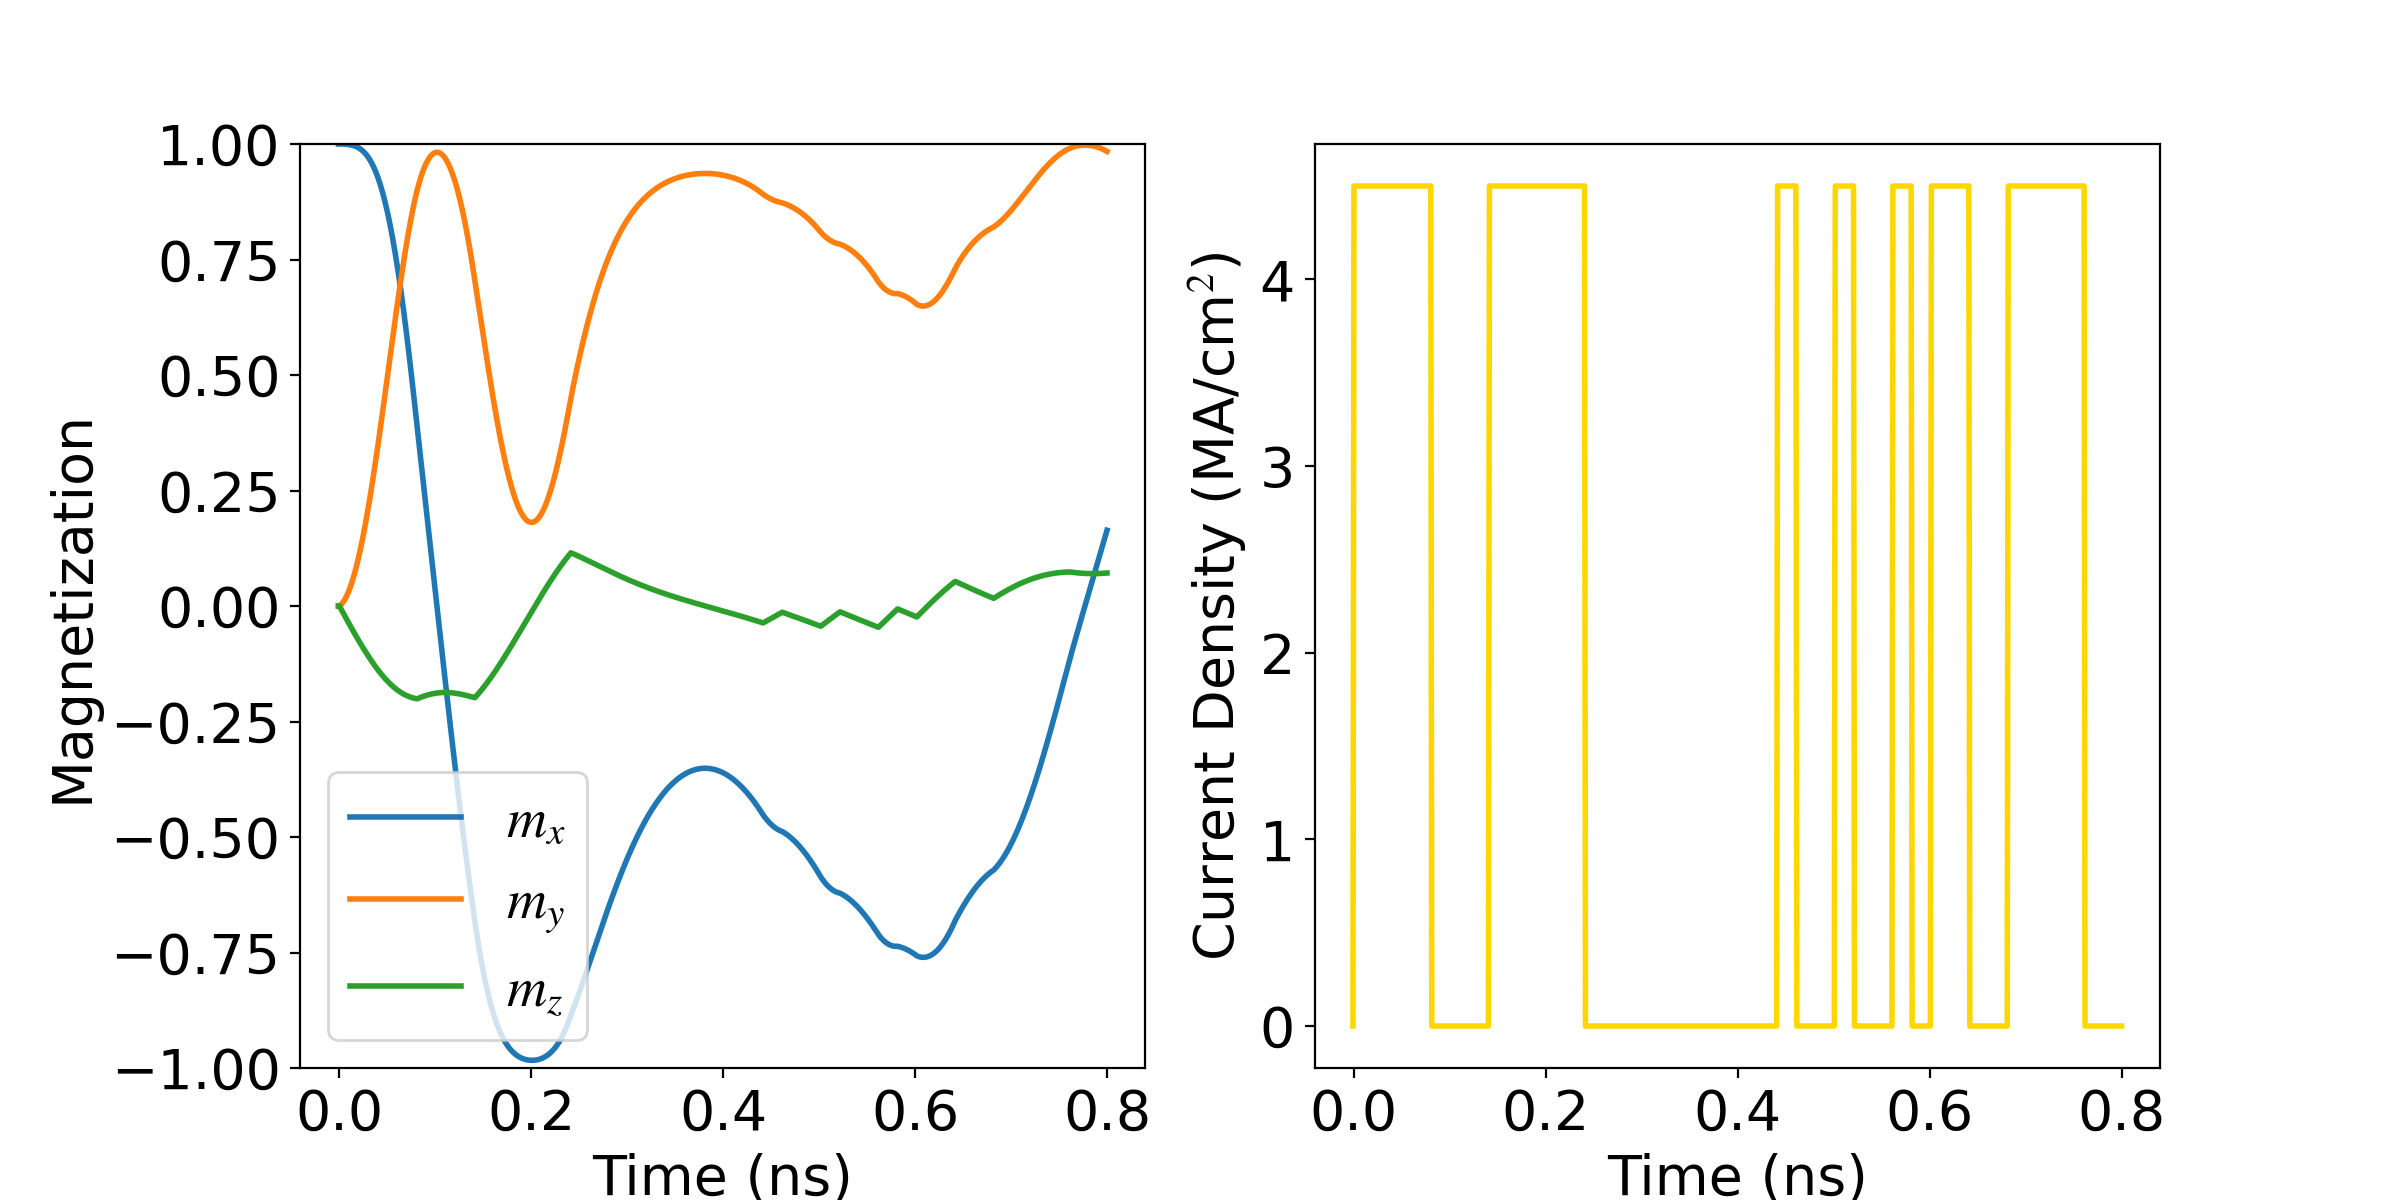 1.00
0.75
0.50
0.25
0.00
−0.25
−0.50
−0.75
−1.00
Magnetization
m_x
m_y
m_z
0.0 0.2 0.4 0.6 0.8
Time (ns)
4
3
2
1
0
Current Density (MA/cm²)
0.0 0.2 0.4 0.6 0.8
Time (ns)